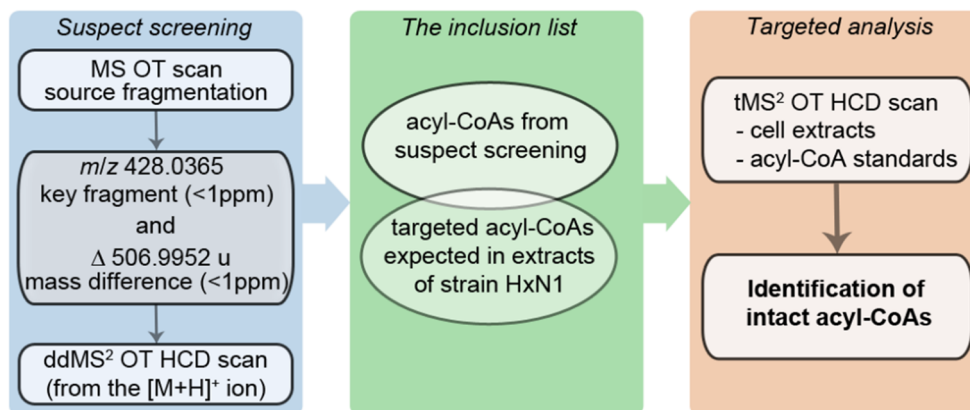 Suspect screening
MS OT scan
source fragmentation
m/z 428.0365
key fragment (<1ppm)
and
Δ 506.9952 u
mass difference (<1ppm)
ddMS² OT HCD scan
(from the [M+H]⁺ ion)
The inclusion list
acyl-CoAs from
suspect screening
targeted acyl-CoAs
expected in extracts
of strain HxN1
Targeted analysis
tMS² OT HCD scan
- cell extracts
- acyl-CoA standards
Identification of
intact acyl-CoAs